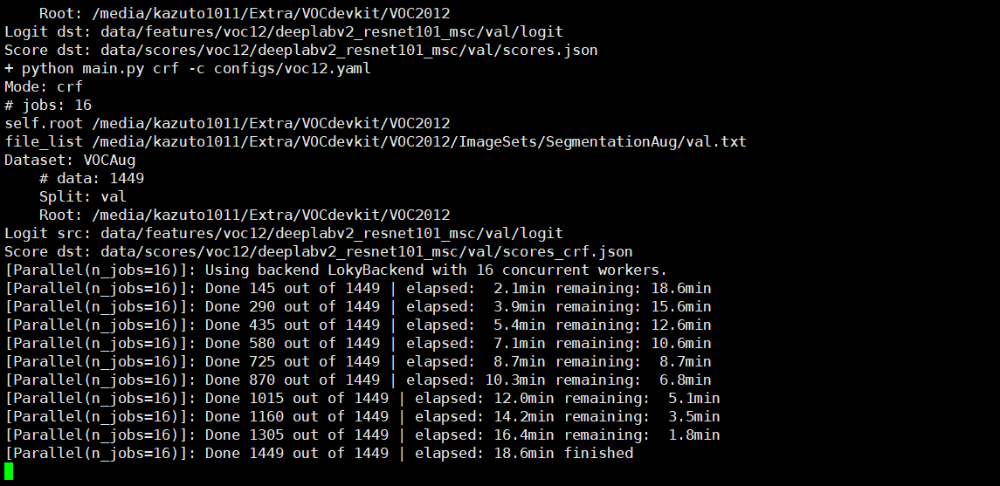 Root: /media/kazuto1011/Extra/VOCdevkit/VOC2012
Logit dst: data/features/voc12/deeplabv2_resnet101_msc/val/logit
Score dst: data/scores/voc12/deeplabv2_resnet101_msc/val/scores.json
+ python main.py crf -c configs/voc12.yaml
Mode: crf
# jobs: 16
self.root /media/kazuto1011/Extra/VOCdevkit/VOC2012
file_list /media/kazuto1011/Extra/VOCdevkit/VOC2012/ImageSets/SegmentationAug/val.txt
Dataset: VOCAug
    # data: 1449
    Split: val
    Root: /media/kazuto1011/Extra/VOCdevkit/VOC2012
Logit src: data/features/voc12/deeplabv2_resnet101_msc/val/logit
Score dst: data/scores/voc12/deeplabv2_resnet101_msc/val/scores_crf.json
[Parallel(n_jobs=16)]: Using backend LokyBackend with 16 concurrent workers.
[Parallel(n_jobs=16)]: Done 145 out of 1449 | elapsed:  2.1min remaining: 18.6min
[Parallel(n_jobs=16)]: Done 290 out of 1449 | elapsed:  3.9min remaining: 15.6min
[Parallel(n_jobs=16)]: Done 435 out of 1449 | elapsed:  5.4min remaining: 12.6min
[Parallel(n_jobs=16)]: Done 580 out of 1449 | elapsed:  7.1min remaining: 10.6min
[Parallel(n_jobs=16)]: Done 725 out of 1449 | elapsed:  8.7min remaining:  8.7min
[Parallel(n_jobs=16)]: Done 870 out of 1449 | elapsed: 10.3min remaining:  6.8min
[Parallel(n_jobs=16)]: Done 1015 out of 1449 | elapsed: 12.0min remaining:  5.1min
[Parallel(n_jobs=16)]: Done 1160 out of 1449 | elapsed: 14.2min remaining:  3.5min
[Parallel(n_jobs=16)]: Done 1305 out of 1449 | elapsed: 16.4min remaining:  1.8min
[Parallel(n_jobs=16)]: Done 1449 out of 1449 | elapsed: 18.6min finished